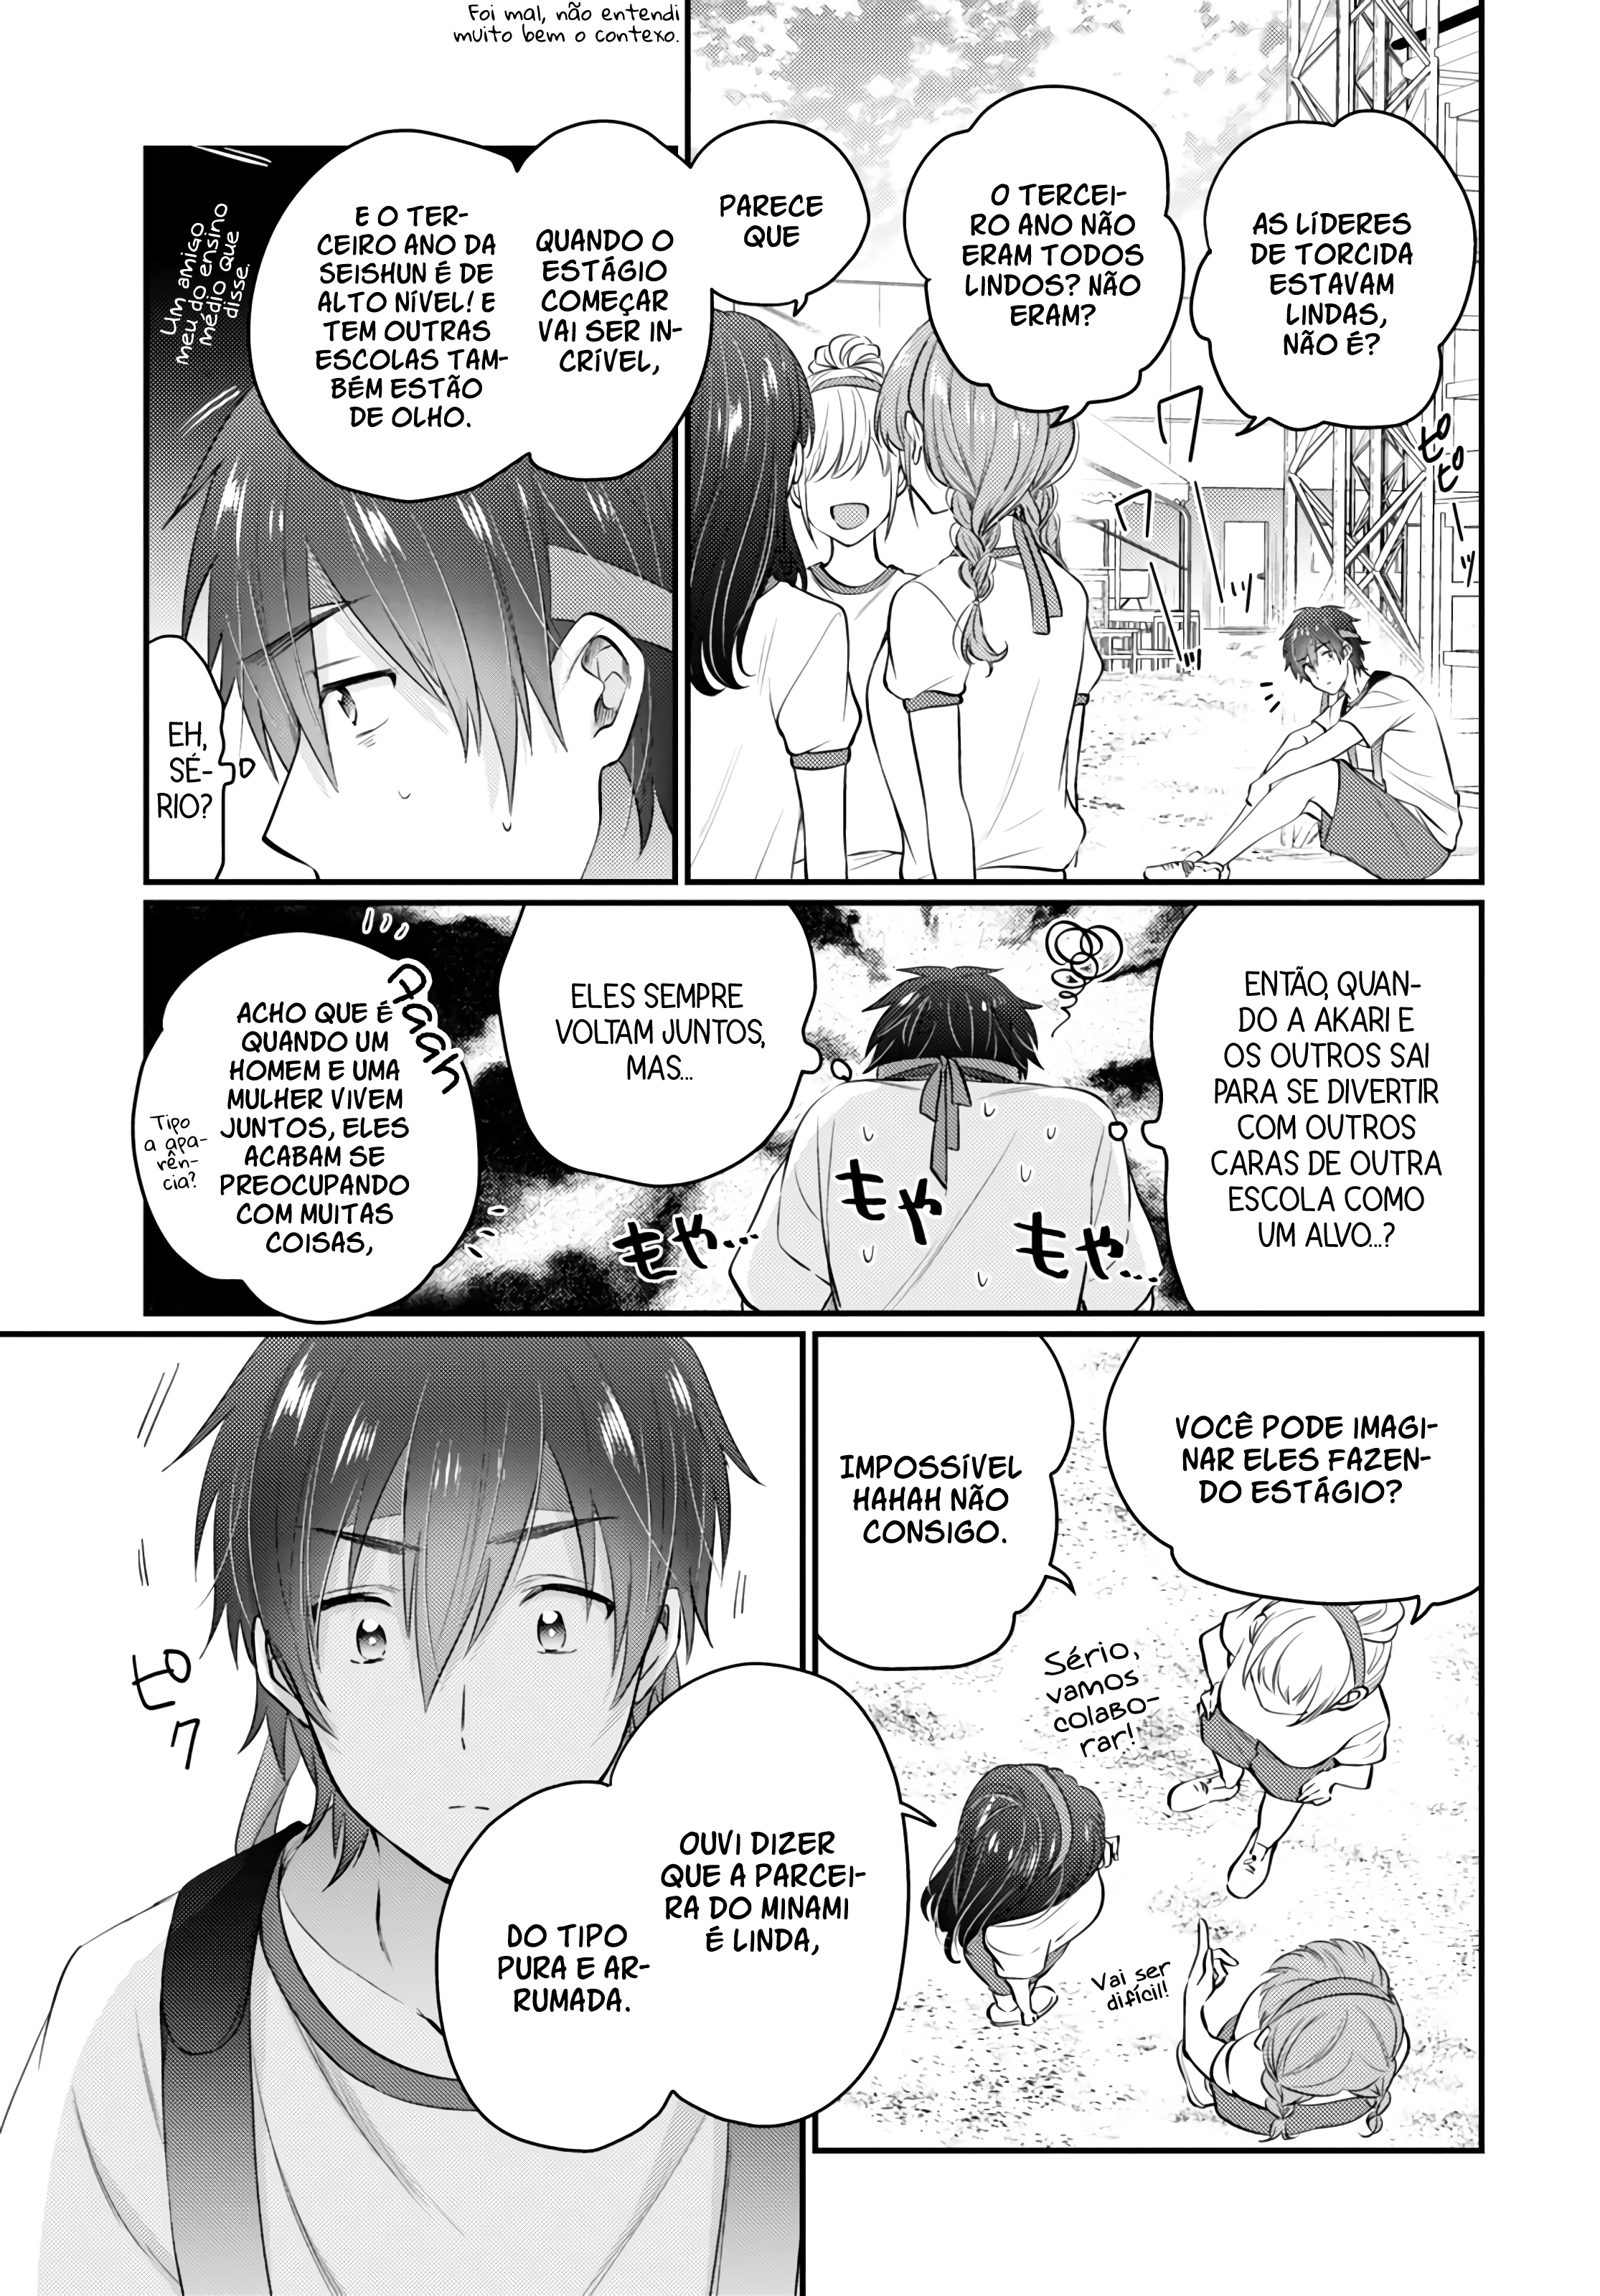 Foi mal, não entendi
muito bem o contexo.
AS LÍDERES
DE TORCIDA
ESTAVAM
LINDAS,
NÃO É?
O TERCEI-
RO ANO NÃO
ERAM TODOS
LINDOS? NÃO
ERAM?
PARECE
QUE
QUANDO O
ESTÁGIO
COMEÇAR
VAI SER IN-
CRÍVEL,
E O TER-
CEIRO ANO DA
SEISHUN É DE
ALTO NÍVEL! E
TEM OUTRAS
ESCOLAS TAM-
BÉM ESTÃO
DE OLHO.
Um amigo
meu do ensino
médio que
disse.
EH,
SÉ-
RIO?
ENTÃO, QUAN-
DO A AKARI E
OS OUTROS SAI
PARA SE DIVERTIR
COM OUTROS
CARAS DE OUTRA
ESCOLA COMO
UM ALVO...?
ELES SEMPRE
VOLTAM JUNTOS,
MAS...
もや...
もや
もや...
Aaah
ACHO QUE É
QUANDO UM
HOMEM E UMA
MULHER VIVEM
JUNTOS, ELES
ACABAM SE
PREOCUPANDO
COM MUITAS
COISAS,
Tipo
a apa-
rên-
cia?
VOCÊ PODE IMAGI-
NAR ELES FAZEN-
DO ESTÁGIO?
IMPOSSÍVEL
HAHAH NÃO
CONSIGO.
Sério,
vamos
colabo-
rar!
Vai ser
difícil!
OUVI DIZER
QUE A PARCEI-
RA DO MINAMI
É LINDA,
DO TIPO
PURA E AR-
RUMADA.